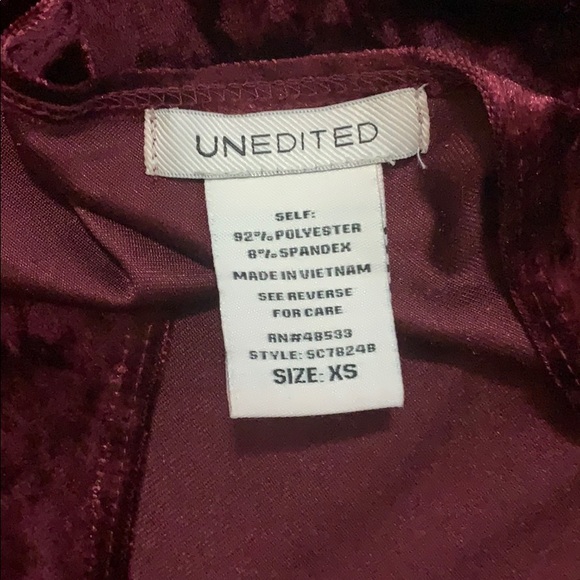 UNEDITED
SELF:
92% POLYESTER
8% SPANDEX
MADE IN VIETNAM
SEE REVERSE
FOR CARE
RN#48533
STYLE: SC7824B
SIZE: XS